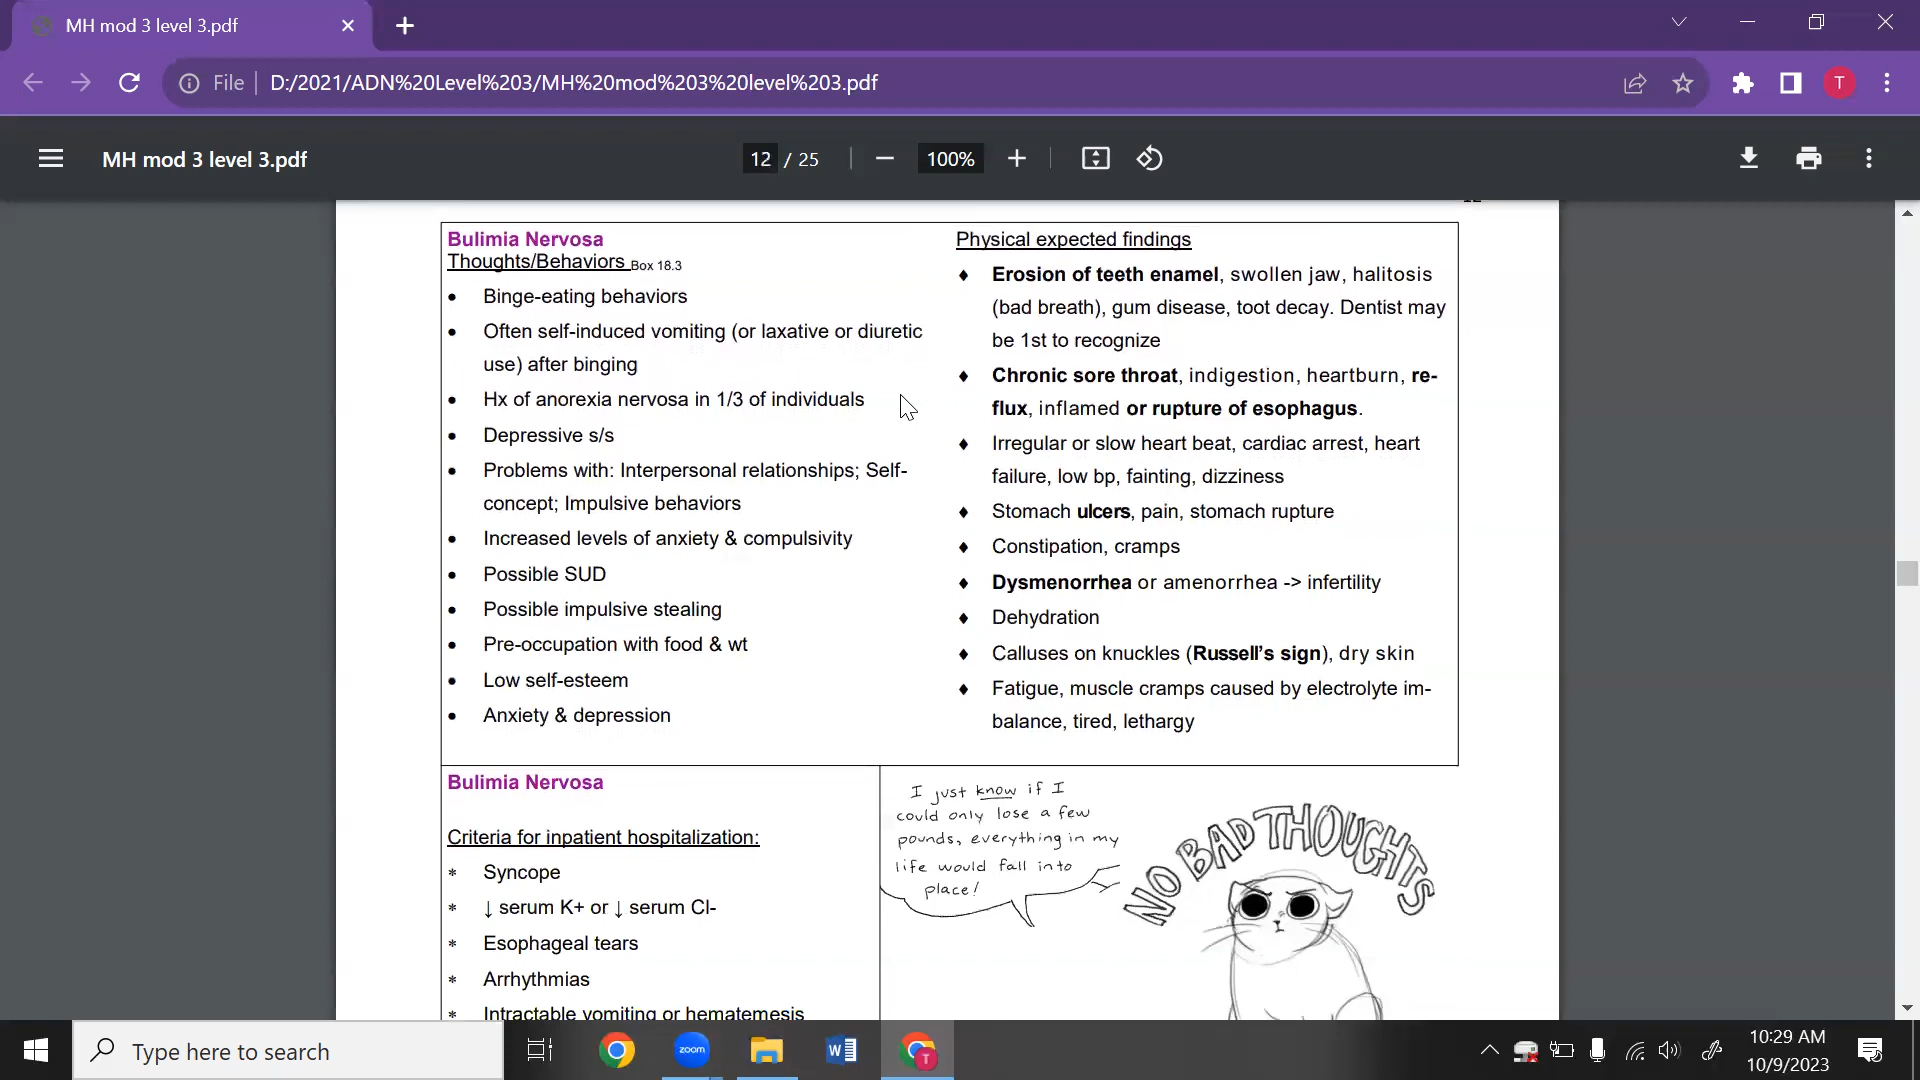 MH mod 3 level 3.pdf
File
D:/2021/ADN%20Level%203/MH%20mod%203%20level%203.pdf
T
MH mod 3 level 3.pdf
12 / 25
100%
Bulimia Nervosa
Thoughts/Behaviors Box 18.3
Binge-eating behaviors
Often self-induced vomiting (or laxative or diuretic
use) after binging
Hx of anorexia nervosa in 1/3 of individuals
Depressive s/s
Problems with: Interpersonal relationships; Self-
concept; Impulsive behaviors
Increased levels of anxiety & compulsivity
Possible SUD
Possible impulsive stealing
Pre-occupation with food & wt
Low self-esteem
Anxiety & depression
Physical expected findings
Erosion of teeth enamel, swollen jaw, halitosis
(bad breath), gum disease, toot decay. Dentist may
be 1st to recognize
Chronic sore throat, indigestion, heartburn, re-
flux, inflamed or rupture of esophagus.
Irregular or slow heart beat, cardiac arrest, heart
failure, low bp, fainting, dizziness
Stomach ulcers, pain, stomach rupture
Constipation, cramps
Dysmenorrhea or amenorrhea -> infertility
Dehydration
Calluses on knuckles (Russell's sign), dry skin
Fatigue, muscle cramps caused by electrolyte im-
balance, tired, lethargy
Bulimia Nervosa
Criteria for inpatient hospitalization:
* Syncope
* ↓ serum K+ or ↓ serum Cl-
* Esophageal tears
* Arrhythmias
* Intractable vomiting or hematemesis
I just know if I
could only lose a few
pounds, everything in my
life would fall into
place!
NO BAD THOUGHTS
Type here to search
zoom
W
T
10:29 AM
10/9/2023